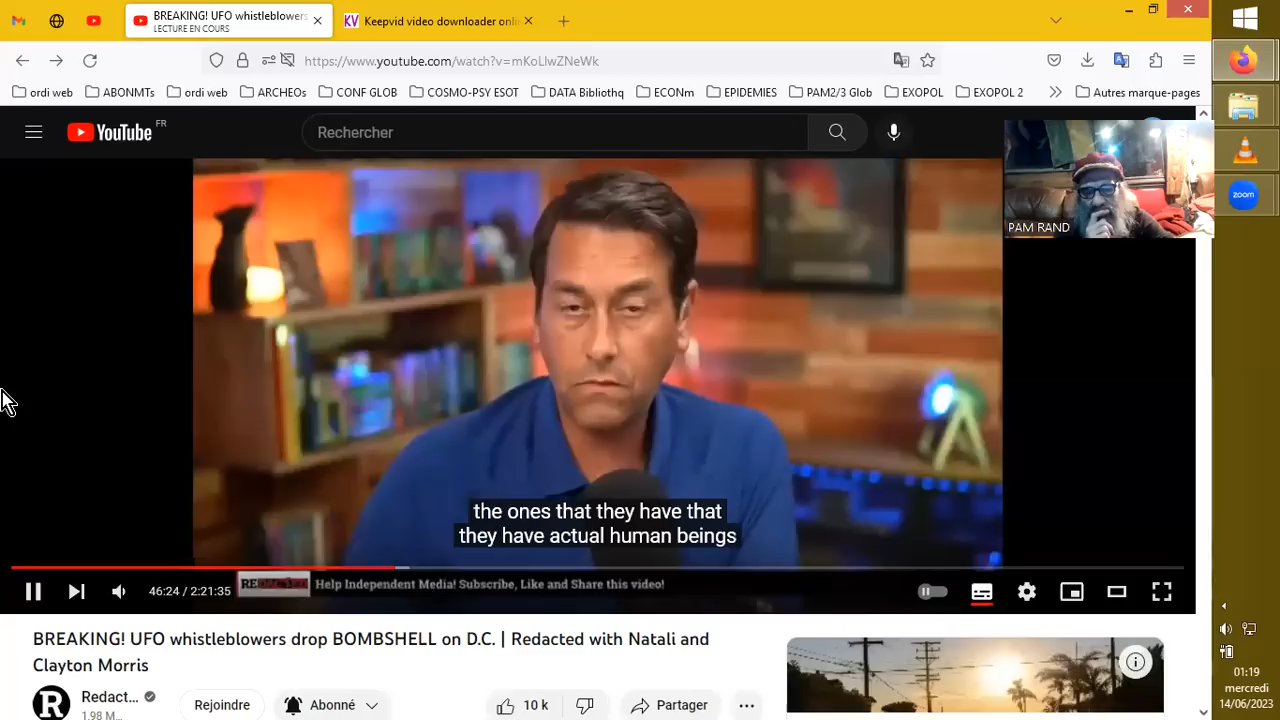 BREAKING! UFO whistleblowers
LECTURE EN COURS
Keepvid video downloader onli
https://www.youtube.com/watch?v=mKoLlwZNeWk
ordi web
ABONMTs
ordi web
ARCHEOs
CONF GLOB
COSMO-PSY ESOT
DATA Bibliothq
ECONm
EPIDEMIES
PAM2/3 Glob
EXOPOL
EXOPOL 2
Autres marque-pages
YouTube FR
Rechercher
PAM RAND
zoom
the ones that they have that
they have actual human beings
46:24 / 2:21:35
REDACTED
Help Independent Media! Subscribe, Like and Share this video!
BREAKING! UFO whistleblowers drop BOMBSHELL on D.C. | Redacted with Natali and
Clayton Morris
R
Redact...
1,98 M...
Rejoindre
Abonné
10 k
Partager
01:19
mercredi
14/06/2023